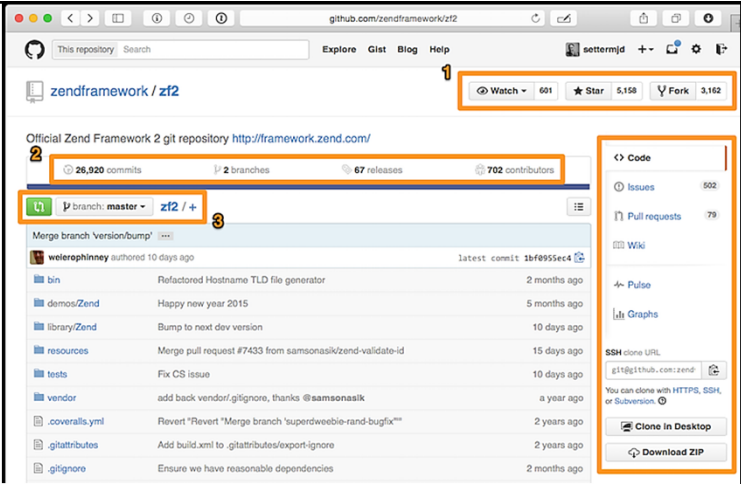 github.com/zendframework/zf2
This repository Search Explore Gist Blog Help settermjd
1
zendframework / zf2 Watch 601 Star 5,158 Fork 3,162
Official Zend Framework 2 git repository http://framework.zend.com/
2
26,920 commits 2 branches 67 releases 702 contributors
branch: master zf2 / +
3
Merge branch 'version/bump' ...
weierophinney authored 10 days ago latest commit 1bf0955ec4
bin Refactored Hostname TLD file generator 2 months ago
demos/Zend Happy new year 2015 5 months ago
library/Zend Bump to next dev version 10 days ago
resources Merge pull request #7433 from samsonasik/zend-validate-id 15 days ago
tests Fix CS issue 10 days ago
vendor add back vendor/.gitignore, thanks @samsonasik a year ago
.coveralls.yml Revert "Revert "Merge branch 'superdweebie-rand-bugfix'"" 2 years ago
.gitattributes Add build.xml to .gitattributes/export-ignore 2 years ago
.gitignore Ensure we have reasonable dependencies 2 months ago
Code
Issues 502
Pull requests 79
Wiki
Pulse
Graphs
SSH clone URL
git@github.com:zend
You can clone with HTTPS, SSH,
or Subversion.
Clone in Desktop
Download ZIP